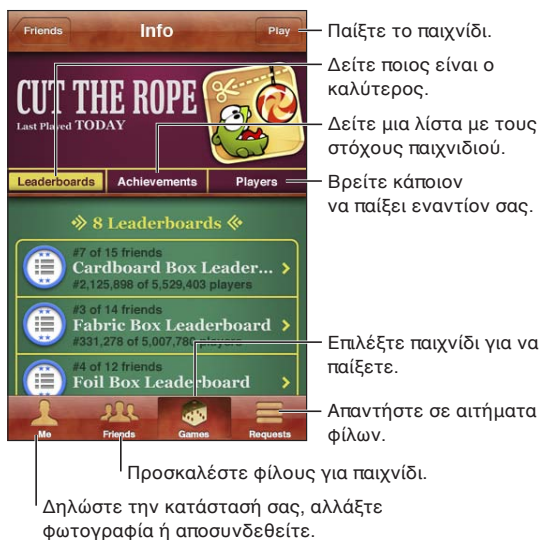 Friends
Info
Play
Παίξτε το παιχνίδι.
CUT THE ROPE
Last Played TODAY
Δείτε ποιος είναι ο
καλύτερος.
Δείτε μια λίστα με τους
στόχους παιχνιδιού.
Leaderboards
Achievements
Players
Βρείτε κάποιον
να παίξει εναντίον σας.
8 Leaderboards
#7 of 15 friends
Cardboard Box Leader...
#2,125,898 of 5,529,403 players
#3 of 14 friends
Fabric Box Leaderboard
#331,278 of 5,007,780 players
#4 of 12 friends
Foil Box Leaderboard
Επιλέξτε παιχνίδι για να
παίξετε.
Me
Friends
Games
Requests
Απαντήστε σε αιτήματα
φίλων.
Προσκαλέστε φίλους για παιχνίδι.
Δηλώστε την κατάστασή σας, αλλάξτε
φωτογραφία ή αποσυνδεθείτε.